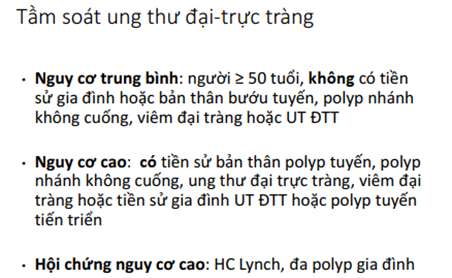 Tầm soát ung thư đại-trực tràng
• Nguy cơ trung bình: người ≥ 50 tuổi, không có tiền
sử gia đình hoặc bản thân bướu tuyến, polyp nhánh
không cuống, viêm đại tràng hoặc UT ĐTT
• Nguy cơ cao: có tiền sử bản thân polyp tuyến, polyp
nhánh không cuống, ung thư đại trực tràng, viêm đại
tràng hoặc tiền sử gia đình UT ĐTT hoặc polyp tuyến
tiến triển
• Hội chứng nguy cơ cao: HC Lynch, đa polyp gia đình